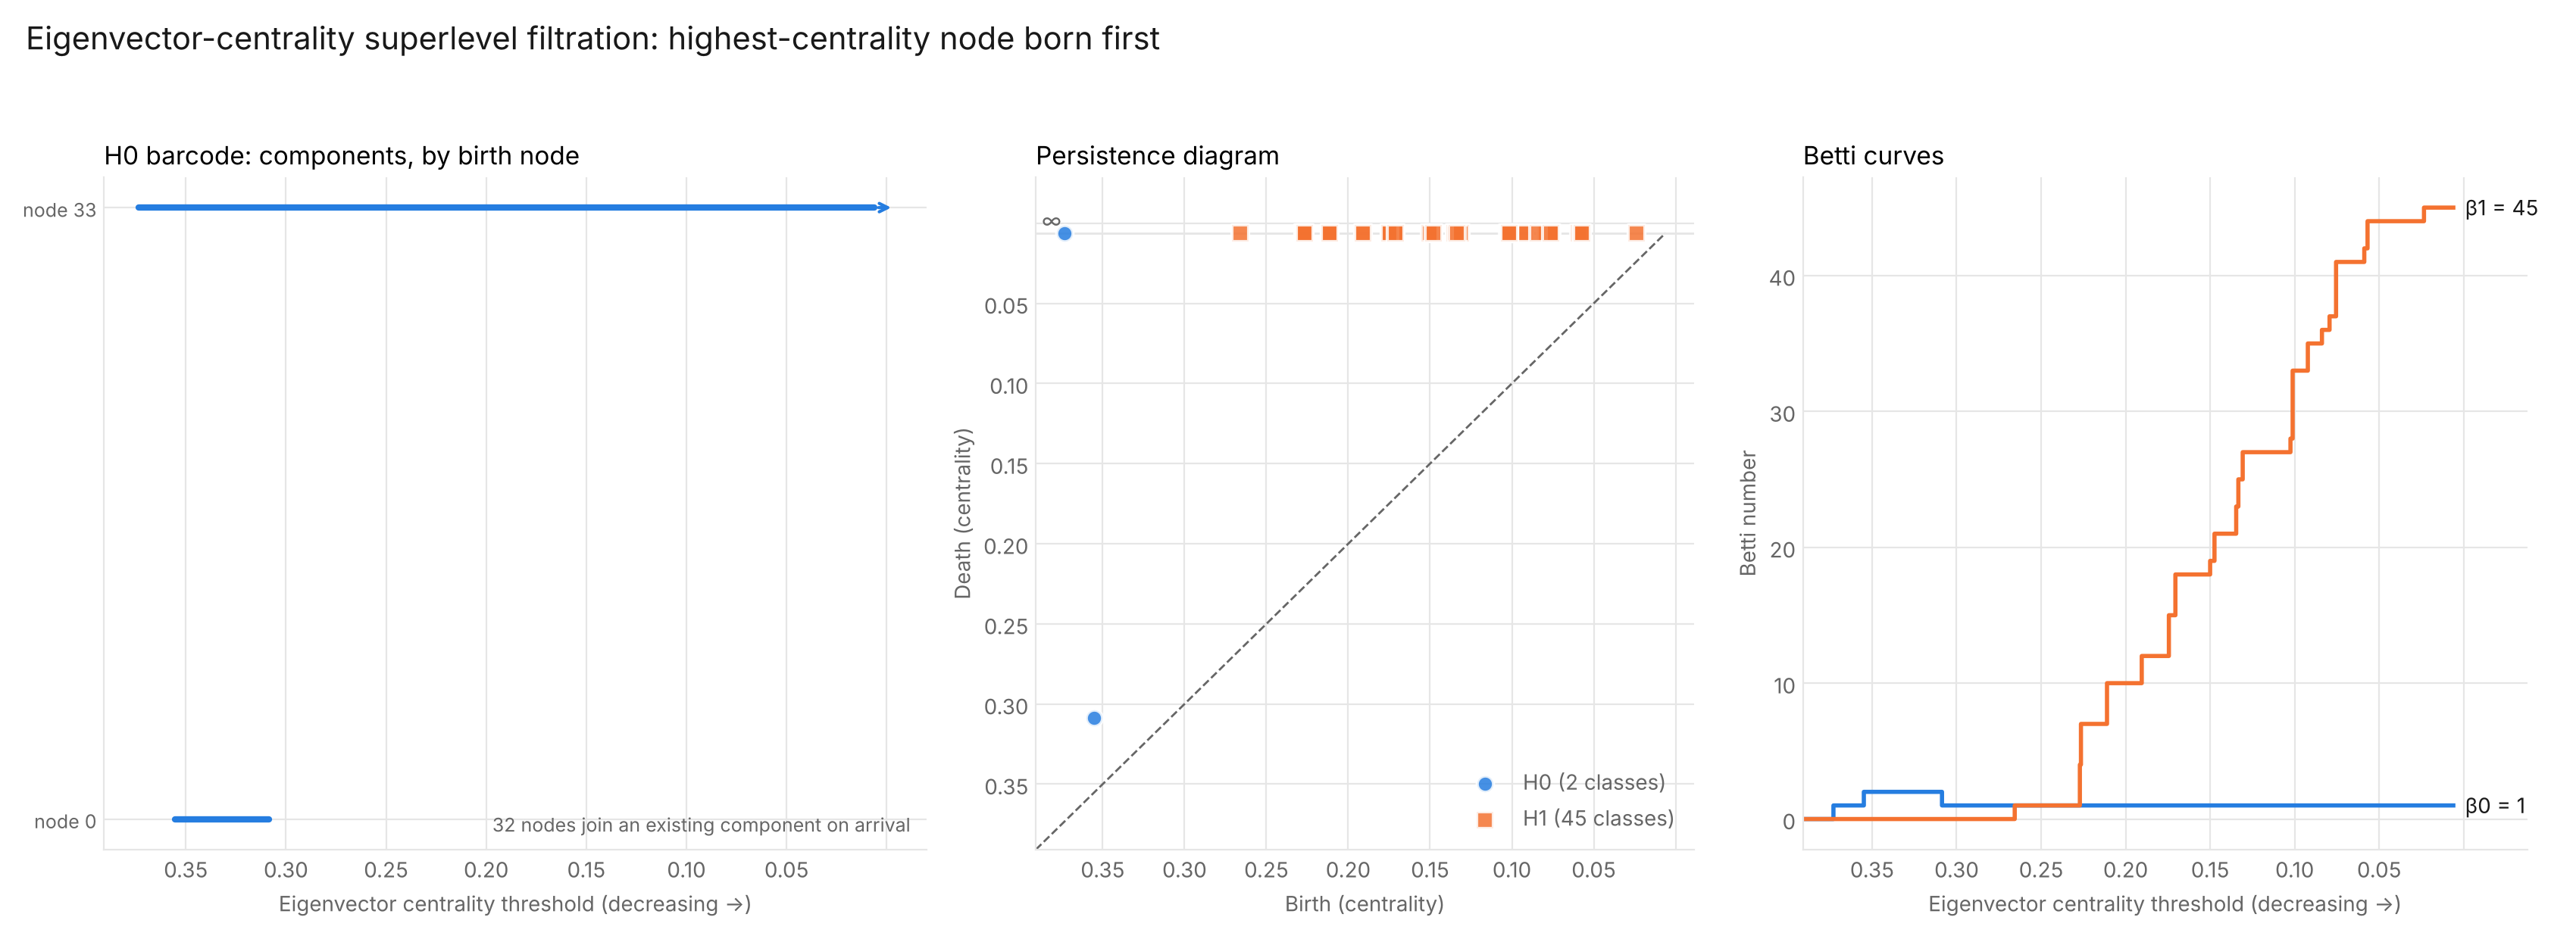 Eigenvector-centrality superlevel filtration: highest-centrality node born first
H0 barcode: components, by birth node
node 33
node 0
32 nodes join an existing component on arrival
0.35 0.30 0.25 0.20 0.15 0.10 0.05
Eigenvector centrality threshold (decreasing →)
Persistence diagram
∞
0.05
0.10
0.15
0.20
0.25
0.30
0.35
Death (centrality)
H0 (2 classes)
H1 (45 classes)
0.35 0.30 0.25 0.20 0.15 0.10 0.05
Birth (centrality)
Betti curves
β1 = 45
40
30
20
10
0
Betti number
β0 = 1
0.35 0.30 0.25 0.20 0.15 0.10 0.05
Eigenvector centrality threshold (decreasing →)